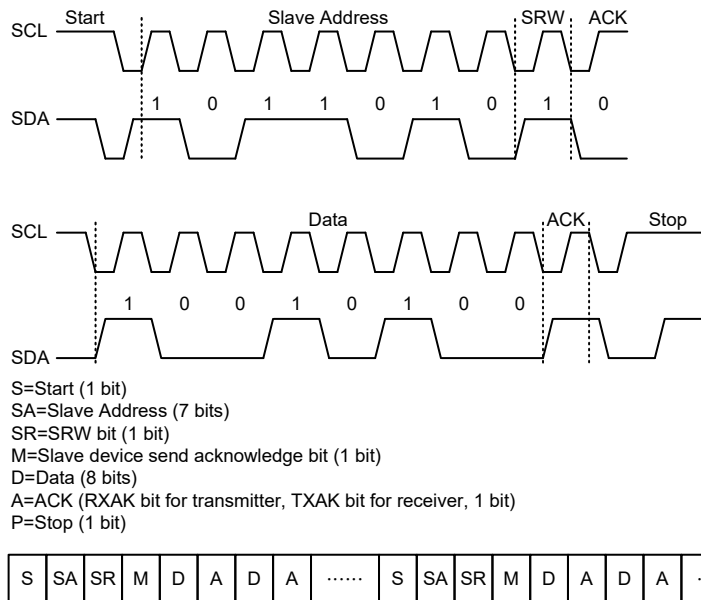 Start Slave Address SRW ACK
SCL
1 0 1 1 0 1 0 1 0
SDA
SCL Data ACK Stop
1 0 0 1 0 1 0 0
SDA
S=Start (1 bit)
SA=Slave Address (7 bits)
SR=SRW bit (1 bit)
M=Slave device send acknowledge bit (1 bit)
D=Data (8 bits)
A=ACK (RXAK bit for transmitter, TXAK bit for receiver, 1 bit)
P=Stop (1 bit)
S SA SR M D A D A ...... S SA SR M D A D A